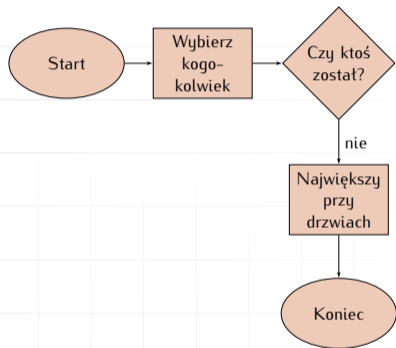 Start
Wybierz
kogo-
kolwiek
Czy ktoś
został?
nie
Największy
przy
drzwiach
Koniec